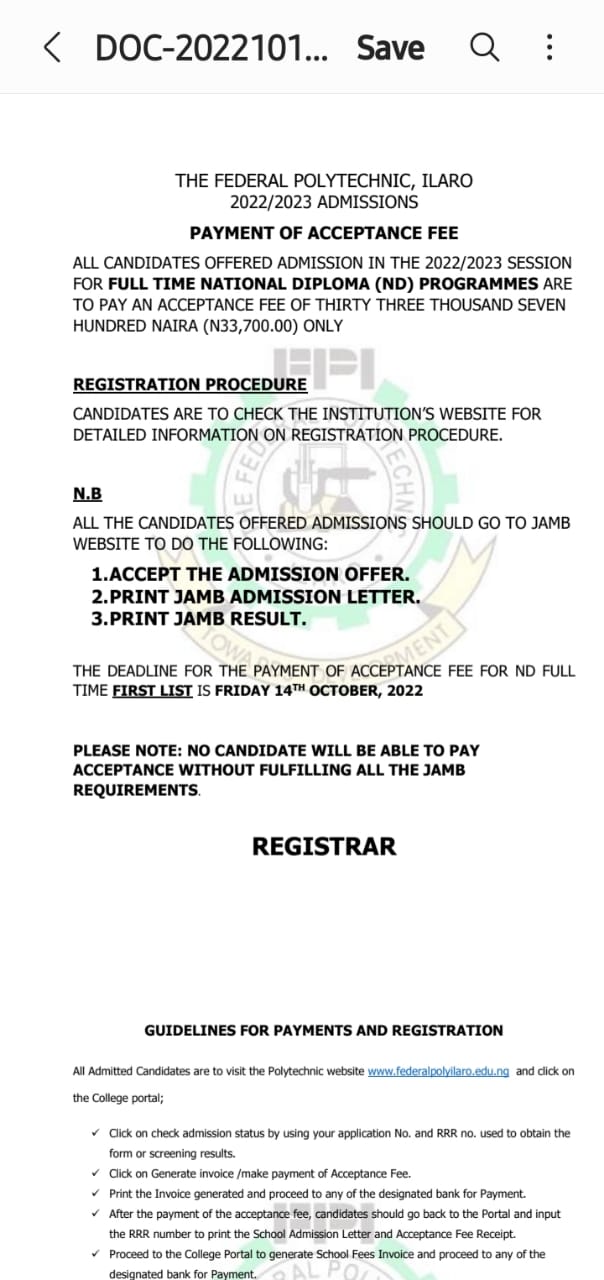 DOC-2022101... Save
THE FEDERAL POLYTECHNIC, ILARO
2022/2023 ADMISSIONS
PAYMENT OF ACCEPTANCE FEE
ALL CANDIDATES OFFERED ADMISSION IN THE 2022/2023 SESSION
FOR FULL TIME NATIONAL DIPLOMA (ND) PROGRAMMES ARE
TO PAY AN ACCEPTANCE FEE OF THIRTY THREE THOUSAND SEVEN
HUNDRED NAIRA (N33,700.00) ONLY
FPI
REGISTRATION PROCEDURE
CANDIDATES ARE TO CHECK THE INSTITUTION'S WEBSITE FOR
DETAILED INFORMATION ON REGISTRATION PROCEDURE.
N.B
ALL THE CANDIDATES OFFERED ADMISSIONS SHOULD GO TO JAMB
WEBSITE TO DO THE FOLLOWING:
1.ACCEPT THE ADMISSION OFFER.
2.PRINT JAMB ADMISSION LETTER.
3.PRINT JAMB RESULT.
THE DEADLINE FOR THE PAYMENT OF ACCEPTANCE FEE FOR ND FULL
TIME FIRST LIST IS FRIDAY 14TH OCTOBER, 2022
PLEASE NOTE: NO CANDIDATE WILL BE ABLE TO PAY
ACCEPTANCE WITHOUT FULFILLING ALL THE JAMB
REQUIREMENTS.
REGISTRAR
GUIDELINES FOR PAYMENTS AND REGISTRATION
All Admitted Candidates are to visit the Polytechnic website www.federalpolyilaro.edu.ng and click on
the College portal;
✓ Click on check admission status by using your application No. and RRR no. used to obtain the
form or screening results.
✓ Click on Generate invoice /make payment of Acceptance Fee.
✓ Print the Invoice generated and proceed to any of the designated bank for Payment.
✓ After the payment of the acceptance fee, candidates should go back to the Portal and input
the RRR number to print the School Admission Letter and Acceptance Fee Receipt.
✓ Proceed to the College Portal to generate School Fees Invoice and proceed to any of the
designated bank for Payment.